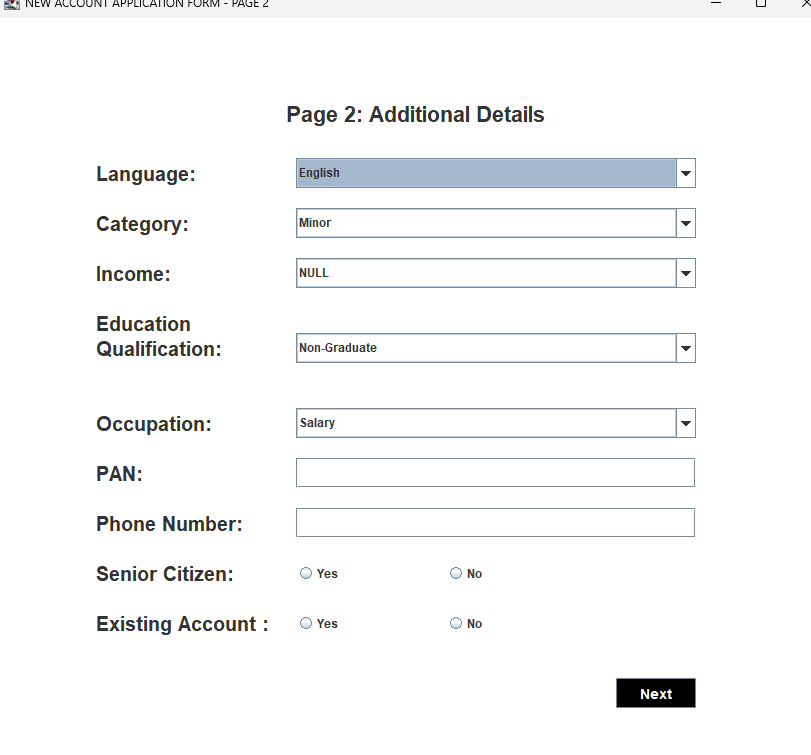 NEW ACCOUNT APPLICATION FORM - PAGE 2
Page 2: Additional Details
Language: English
Category: Minor
Income: NULL
Education
Qualification: Non-Graduate
Occupation: Salary
PAN:
Phone Number:
Senior Citizen: Yes No
Existing Account : Yes No
Next